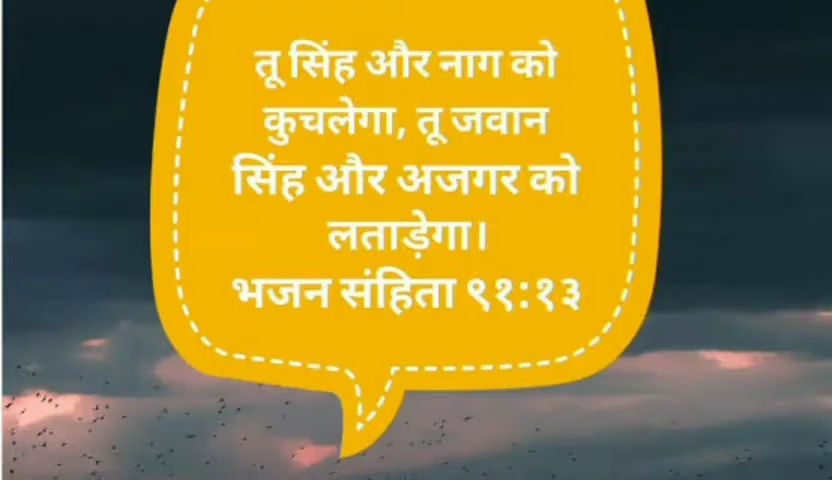 तू सिंह और नाग को
कुचलेगा, तू जवान
सिंह और अजगर को
लताड़ेगा।
भजन संहिता ९१:१३